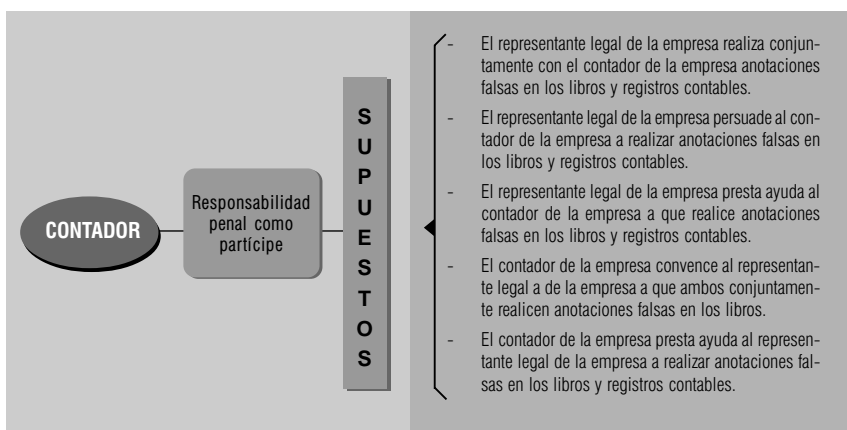 CONTADOR
Responsabilidad
penal como
partícipe
S
U
P
U
E
S
T
O
S
- El representante legal de la empresa realiza conjun-
tamente con el contador de la empresa anotaciones
falsas en los libros y registros contables.
- El representante legal de la empresa persuade al con-
tador de la empresa a realizar anotaciones falsas en
los libros y registros contables.
- El representante legal de la empresa presta ayuda al
contador de la empresa a que realice anotaciones
falsas en los libros y registros contables.
- El contador de la empresa convence al representan-
te legal a de la empresa a que ambos conjuntamen-
te realicen anotaciones falsas en los libros.
- El contador de la empresa presta ayuda al represen-
tante legal de la empresa a realizar anotaciones fal-
sas en los libros y registros contables.